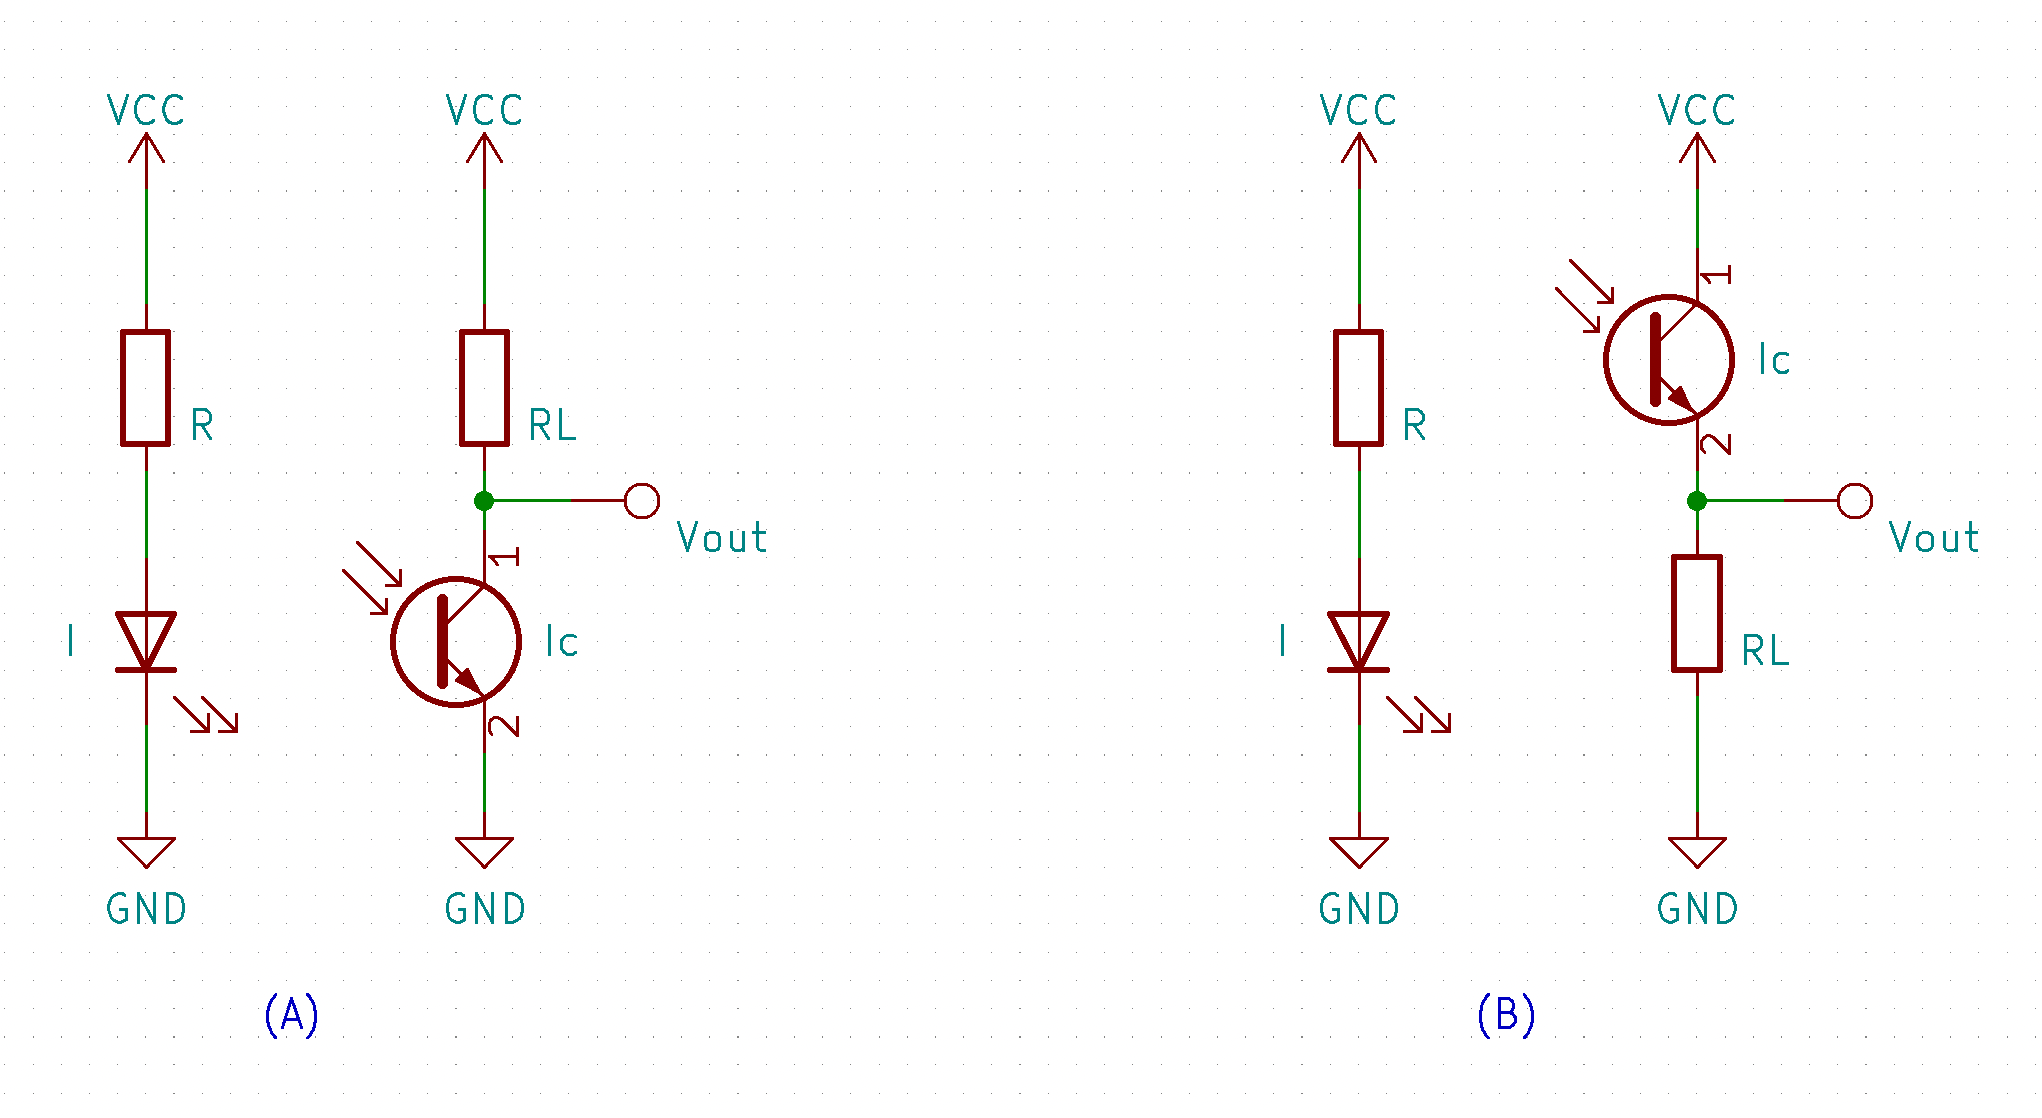 VCC
VCC
R
RL
Vout
1
I
Ic
2
GND
GND
(A)
VCC
VCC
1
Ic
2
R
Vout
I
RL
GND
GND
(B)